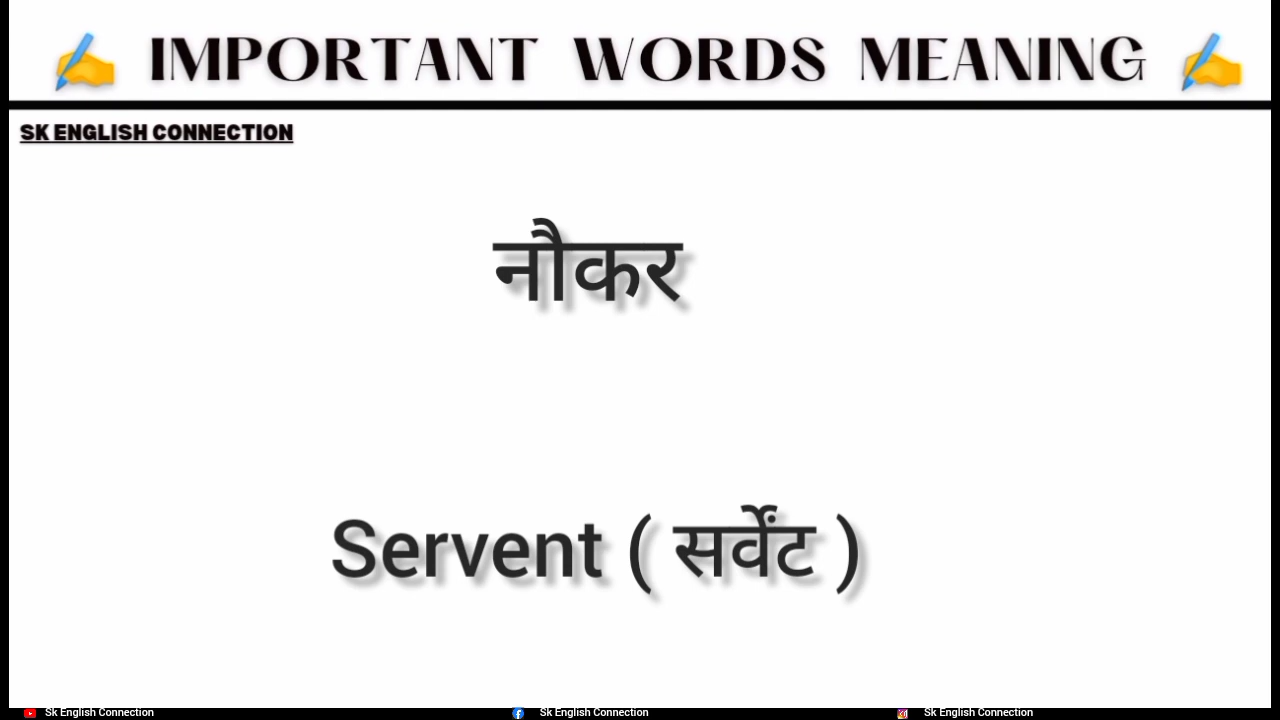 ✍️ IMPORTANT WORDS MEANING ✍️
SK ENGLISH CONNECTION
नौकर
Servent ( सर्वेंट )
Sk English Connection Sk English Connection Sk English Connection